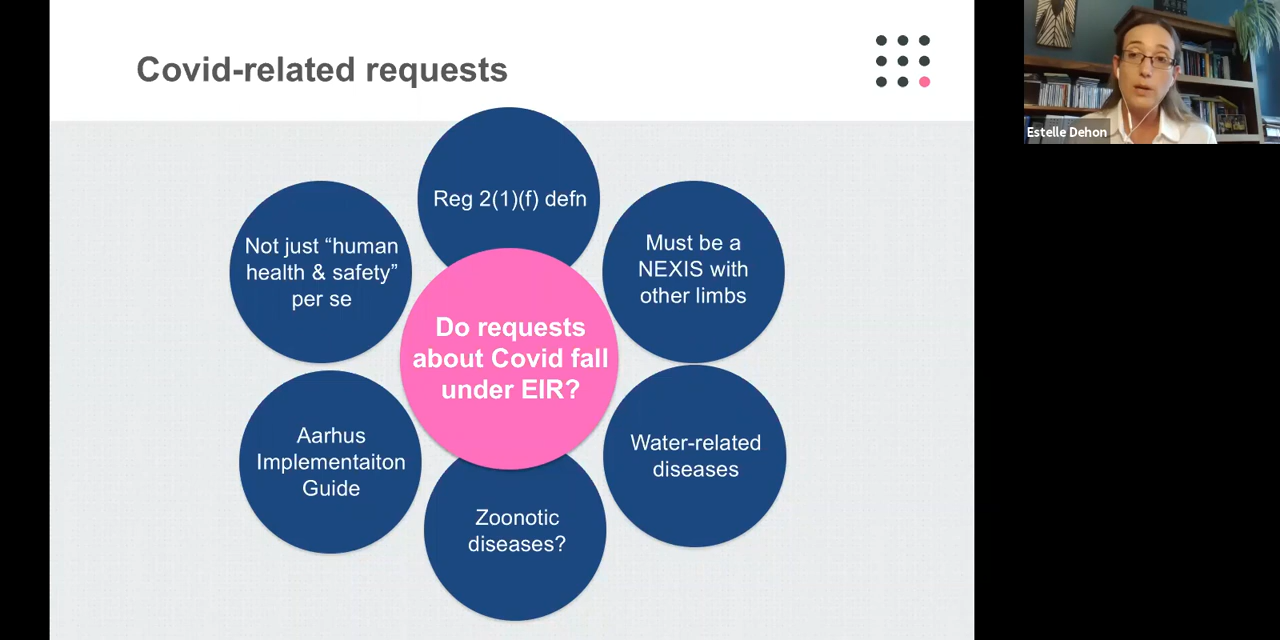 Covid-related requests
Estelle Dehon
Reg 2(1)(f) defn
Must be a
NEXIS with
other limbs
Water-related
diseases
Zoonotic
diseases?
Aarhus
Implementaiton
Guide
Not just “human
health & safety”
per se
Do requests
about Covid fall
under EIR?